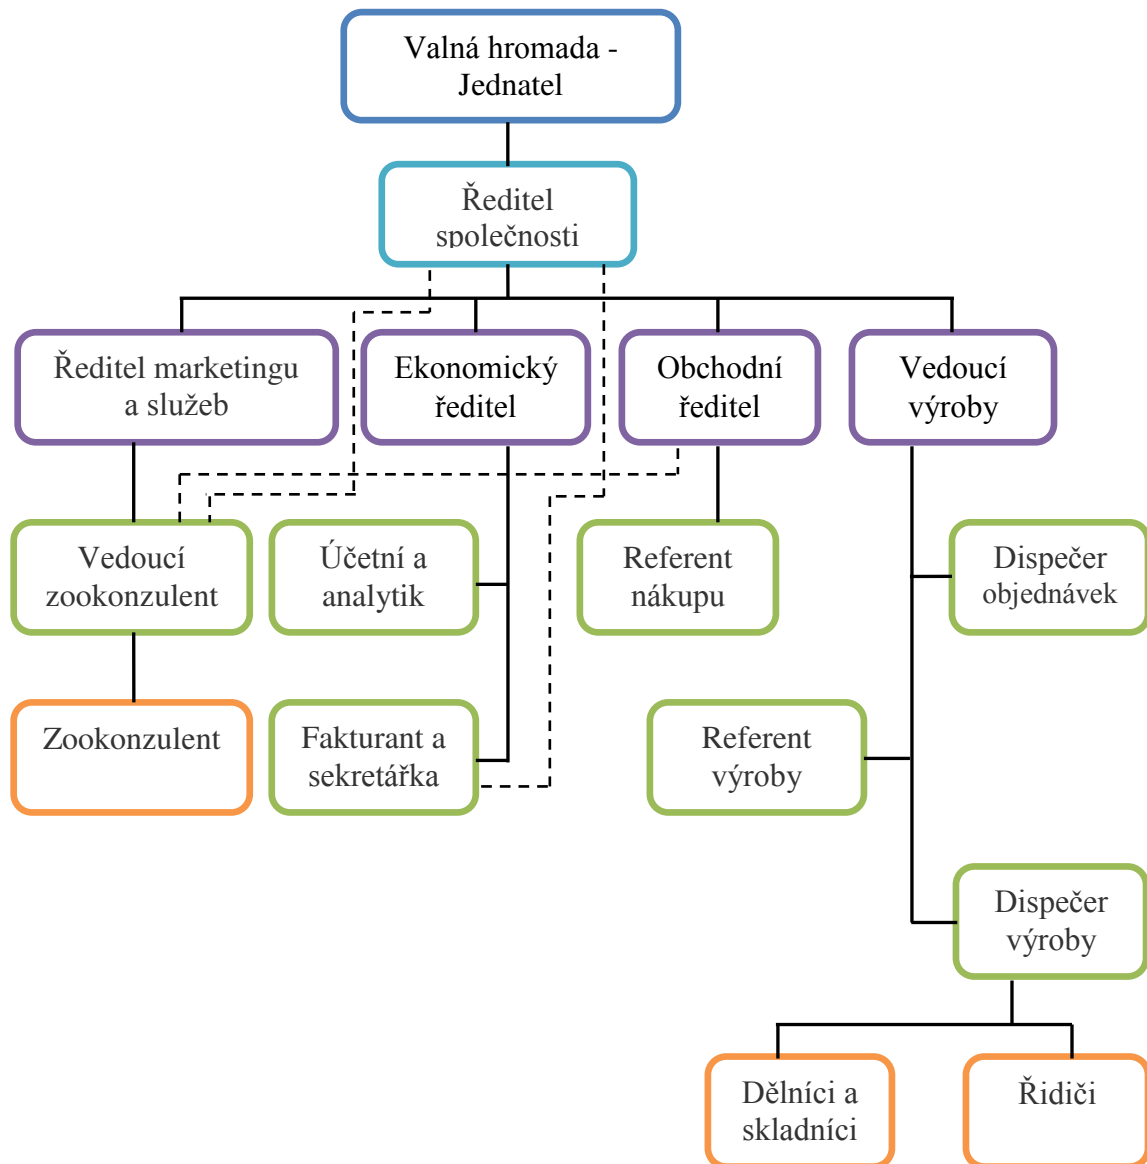 Valná hromada -
Jednatel
Ředitel
společnosti
Ředitel marketingu
a služeb
Ekonomický
ředitel
Obchodní
ředitel
Vedoucí
výroby
Vedoucí
zookonzulent
Účetní a
analytik
Referent
nákupu
Dispečer
objednávek
Zookonzulent
Fakturant a
sekretářka
Referent
výroby
Dispečer
výroby
Dělníci a
skladníci
Řidiči